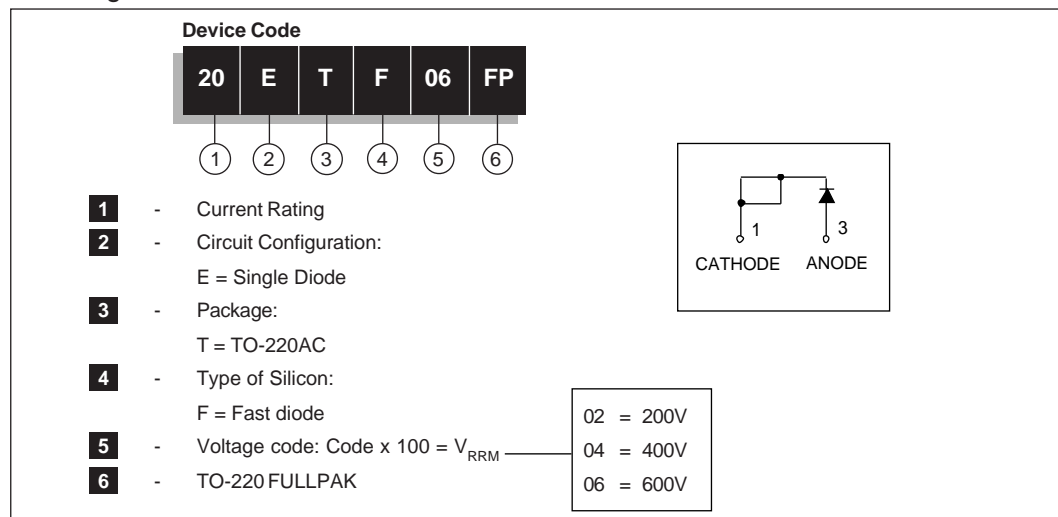 Device Code
20 E T F 06 FP
1 2 3 4 5 6
1 - Current Rating
2 - Circuit Configuration:
E = Single Diode
3 - Package:
T = TO-220AC
4 - Type of Silicon:
F = Fast diode
5 - Voltage code: Code x 100 = VRRM
6 - TO-220 FULLPAK
02 = 200V
04 = 400V
06 = 600V
1 3
CATHODE ANODE